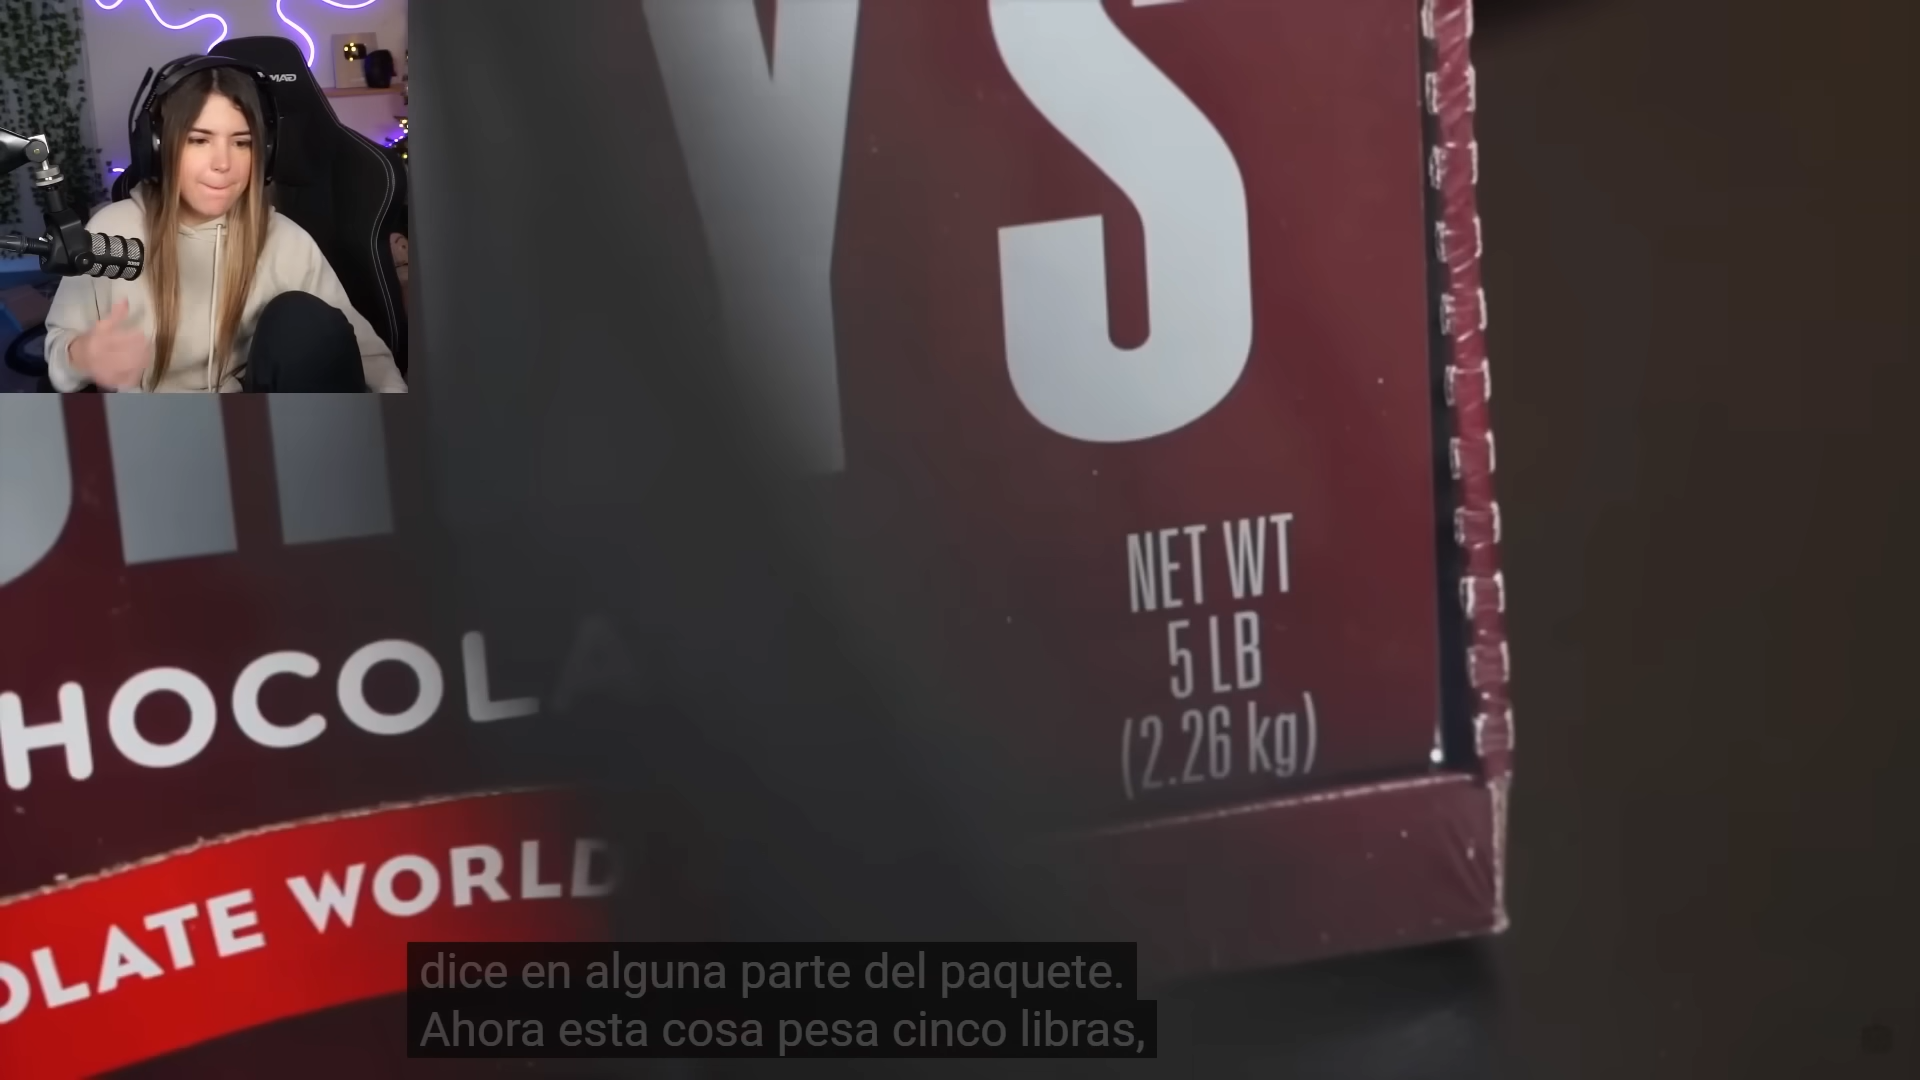 YS
NET WT
5 LB
(2.26 kg)
HOCOLA
OLATE WORLD
dice en alguna parte del paquete.
Ahora esta cosa pesa cinco libras,